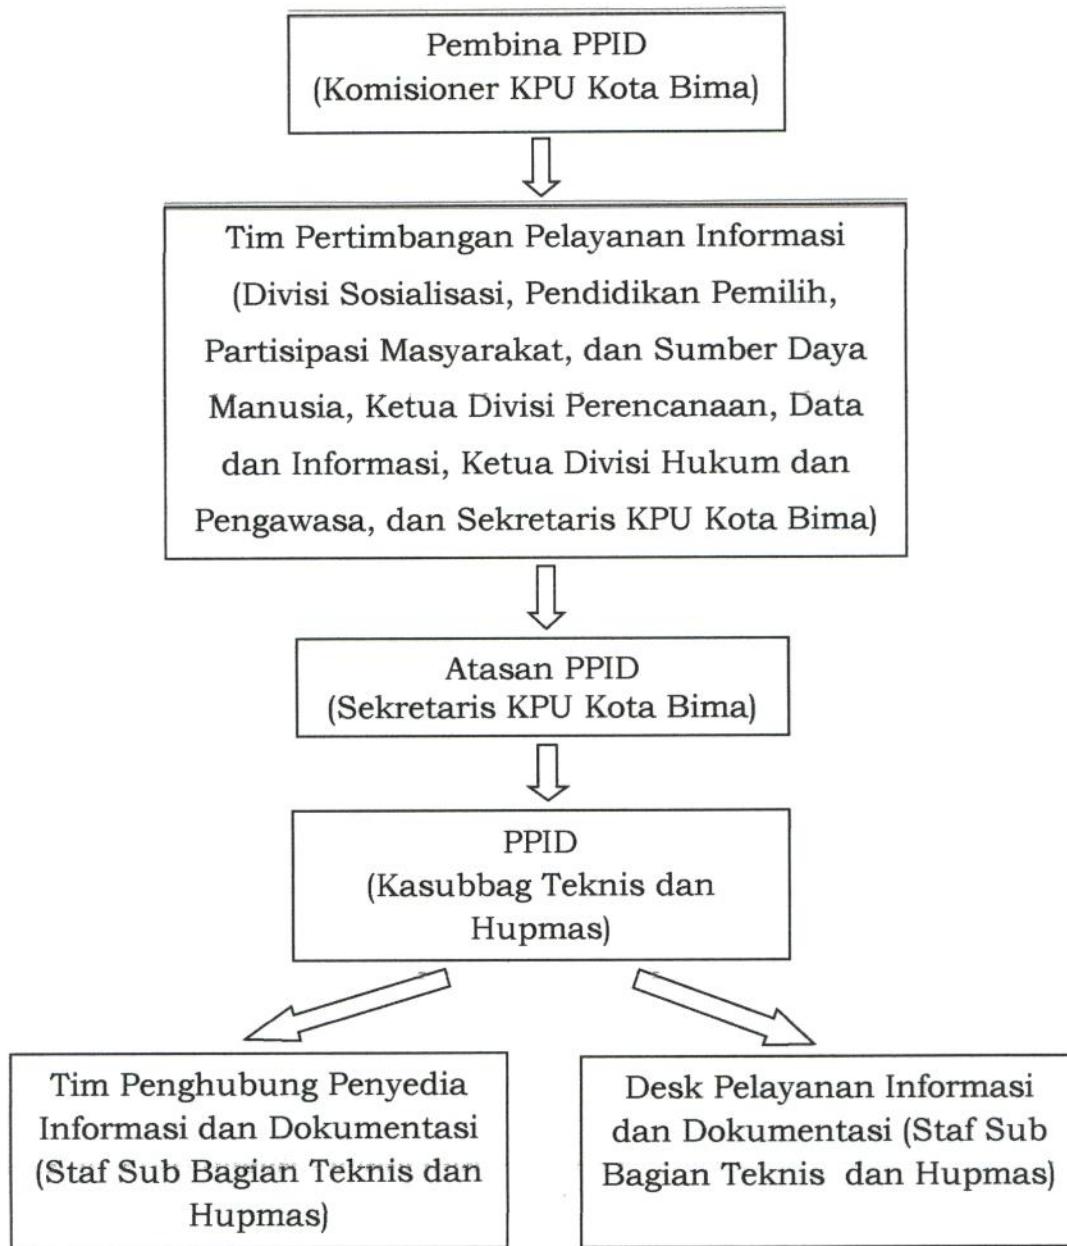 Pembina PPID
(Komisioner KPU Kota Bima)
Tim Pertimbangan Pelayanan Informasi
(Divisi Sosialisasi, Pendidikan Pemilih,
Partisipasi Masyarakat, dan Sumber Daya
Manusia, Ketua Divisi Perencanaan, Data
dan Informasi, Ketua Divisi Hukum dan
Pengawasa, dan Sekretaris KPU Kota Bima)
Atasan PPID
(Sekretaris KPU Kota Bima)
PPID
(Kasubbag Teknis dan
Hupmas)
Tim Penghubung Penyedia
Informasi dan Dokumentasi
(Staf Sub Bagian Teknis dan
Hupmas)
Desk Pelayanan Informasi
dan Dokumentasi (Staf Sub
Bagian Teknis  dan Hupmas)